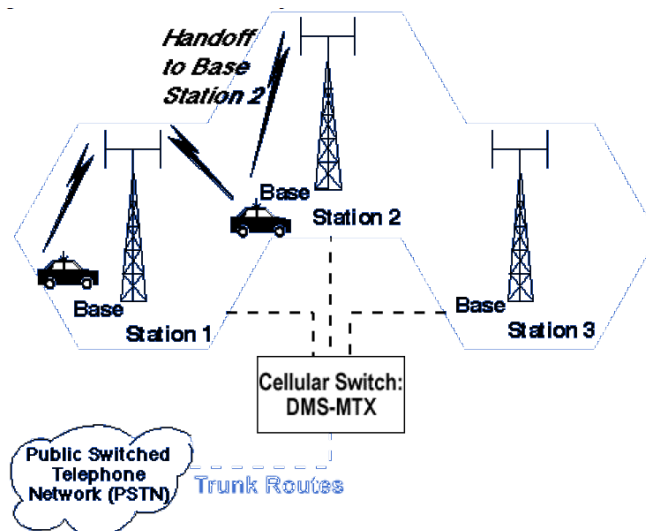 Handoff
to Base
Station 2
Base
Station 2
Base
Station 1
Base
Station 3
Cellular Switch:
DMS-MTX
Public Switched
Telephone
Network (PSTN)
Trunk Routes